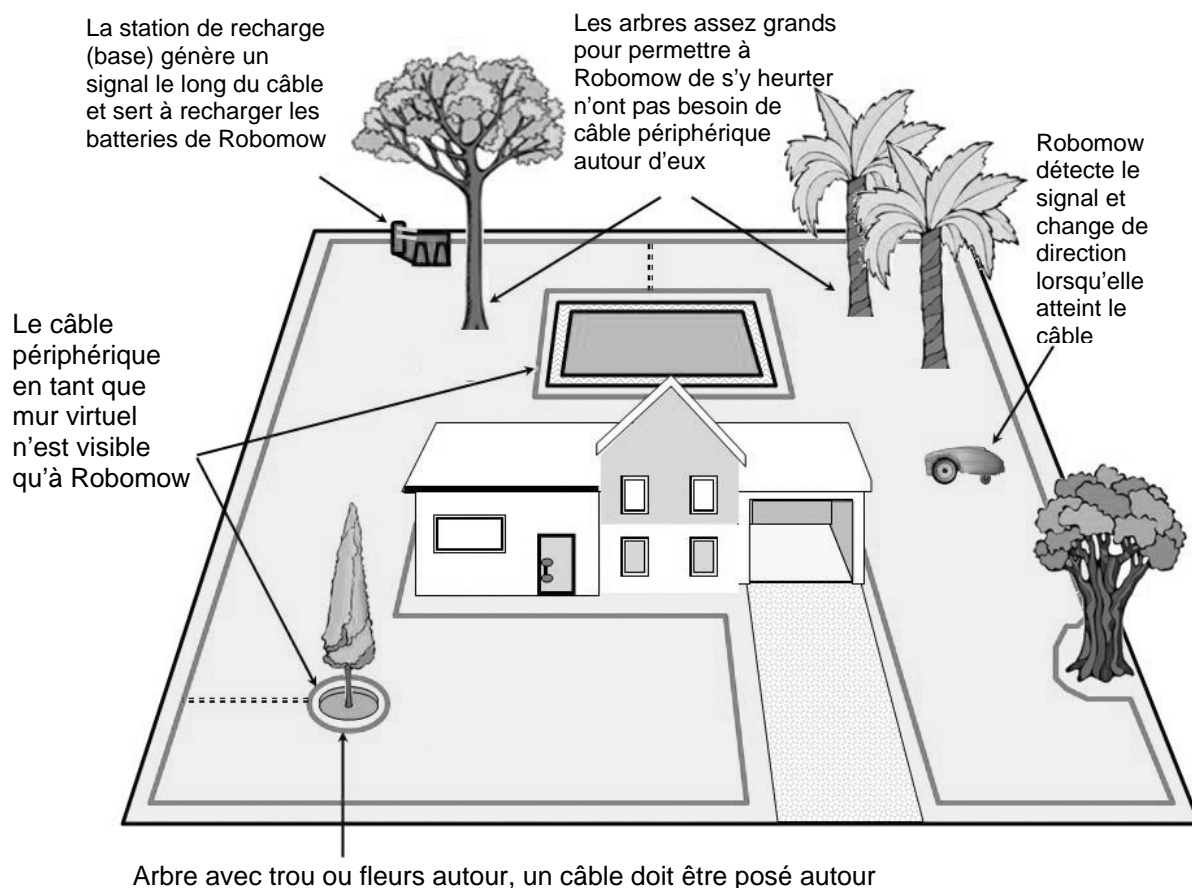 La station de recharge
(base) génère un
signal le long du câble
et sert à recharger les
batteries de Robomow
Les arbres assez grands
pour permettre à
Robomow de s'y heurter
n'ont pas besoin de
câble périphérique
autour d'eux
Robomow
détecte le
signal et
change de
direction
lorsqu'elle
atteint le
câble
Le câble
périphérique
en tant que
mur virtuel
n'est visible
qu'à Robomow
Arbre avec trou ou fleurs autour, un câble doit être posé autour